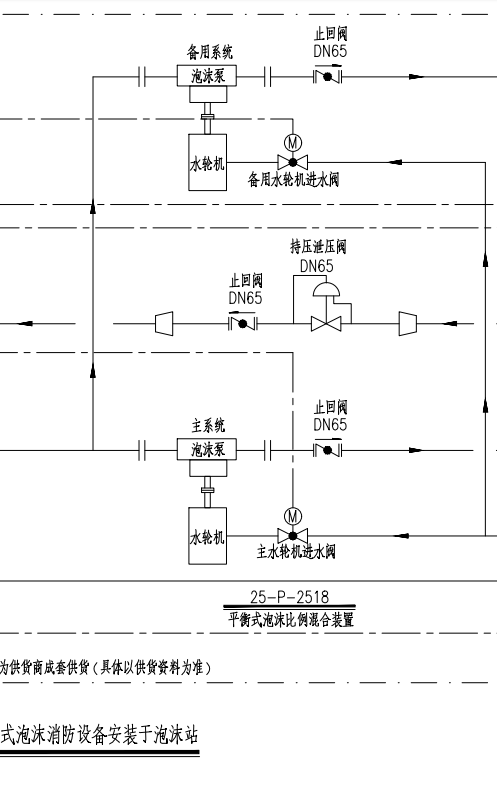 止回阀
DN65
备用系统
泡沫泵
M
水轮机
备用水轮机进水阀
持压泄压阀
DN65
止回阀
DN65
止回阀
DN65
主系统
泡沫泵
M
水轮机
主水轮机进水阀
25-P-2518
平衡式泡沫比例混合装置
为供货商成套供货(具体以供货资料为准)
式泡沫消防设备安装于泡沫站